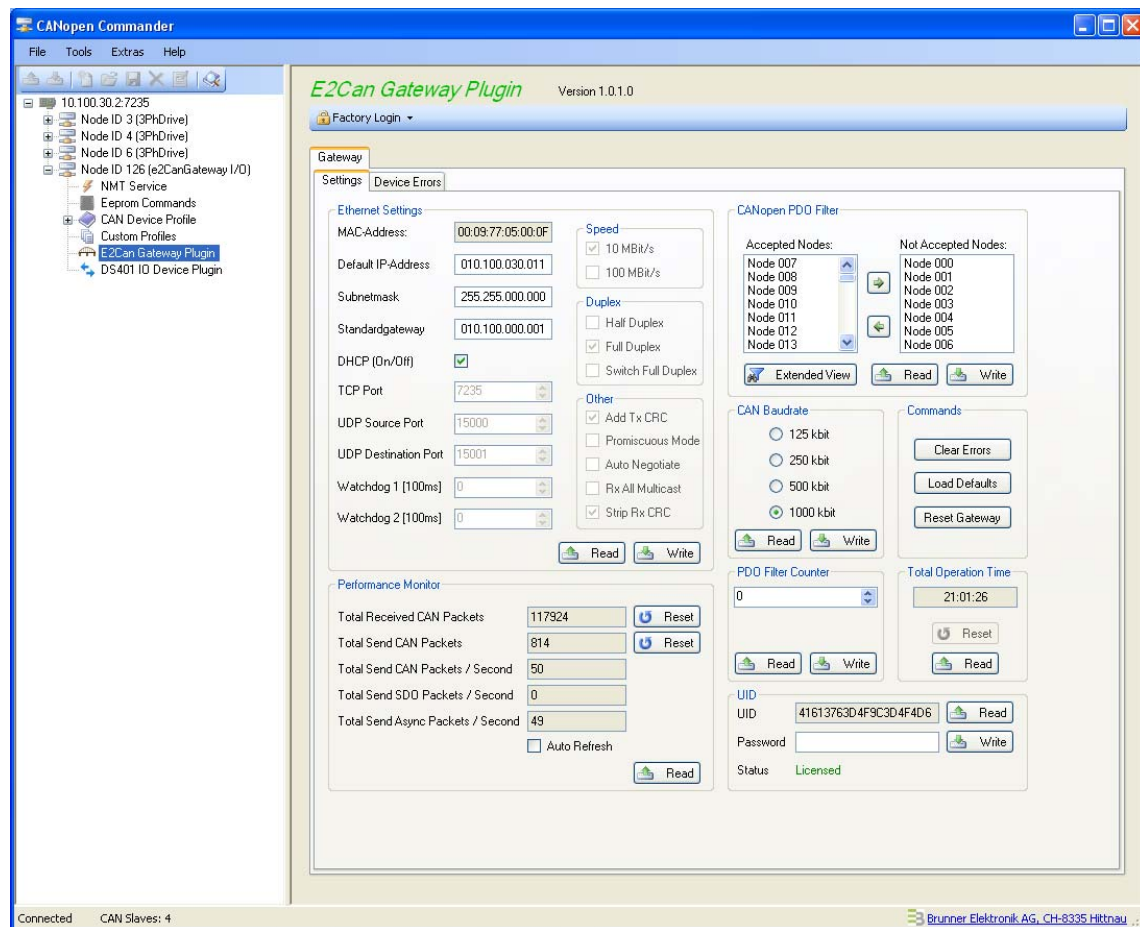 CANopen Commander
File Tools Extras Help
10.100.30.2:7235
Node ID 3 (3PhDrive)
Node ID 4 (3PhDrive)
Node ID 6 (3PhDrive)
Node ID 126 (e2CanGateway I/O)
NMT Service
Eeprom Commands
CAN Device Profile
Custom Profiles
E2Can Gateway Plugin
DS401 IO Device Plugin
E2Can Gateway Plugin Version 1.0.1.0
Factory Login
Gateway
Settings Device Errors
Ethernet Settings
MAC-Address: 00:09:77:05:00:0F
Default IP-Address 010.100.030.011
Subnetmask 255.255.000.000
Standardgateway 010.100.000.001
DHCP (On/Off)
TCP Port 7235
UDP Source Port 15000
UDP Destination Port 15001
Watchdog 1 [100ms] 0
Watchdog 2 [100ms] 0
Speed
10 MBit/s
100 MBit/s
Duplex
Half Duplex
Full Duplex
Switch Full Duplex
Other
Add Tx CRC
Promiscuous Mode
Auto Negotiate
Rx All Multicast
Strip Rx CRC
Read Write
Performance Monitor
Total Received CAN Packets 117924 Reset
Total Send CAN Packets 814 Reset
Total Send CAN Packets / Second 50
Total Send SDO Packets / Second 0
Total Send Async Packets / Second 49
Auto Refresh
Read
CANopen PDO Filter
Accepted Nodes:
Node 007
Node 008
Node 009
Node 010
Node 011
Node 012
Node 013
Not Accepted Nodes:
Node 000
Node 001
Node 002
Node 003
Node 004
Node 005
Node 006
Extended View Read Write
CAN Baudrate
125 kbit
250 kbit
500 kbit
1000 kbit
Read Write
Commands
Clear Errors
Load Defaults
Reset Gateway
PDO Filter Counter
0
Read Write
Total Operation Time
21:01:26
Reset
Read
UID
UID 41613763D4F9C3D4F4D6 Read
Password Write
Status Licensed
Connected CAN Slaves: 4
Brunner Elektronik AG, CH-8335 Hittnau